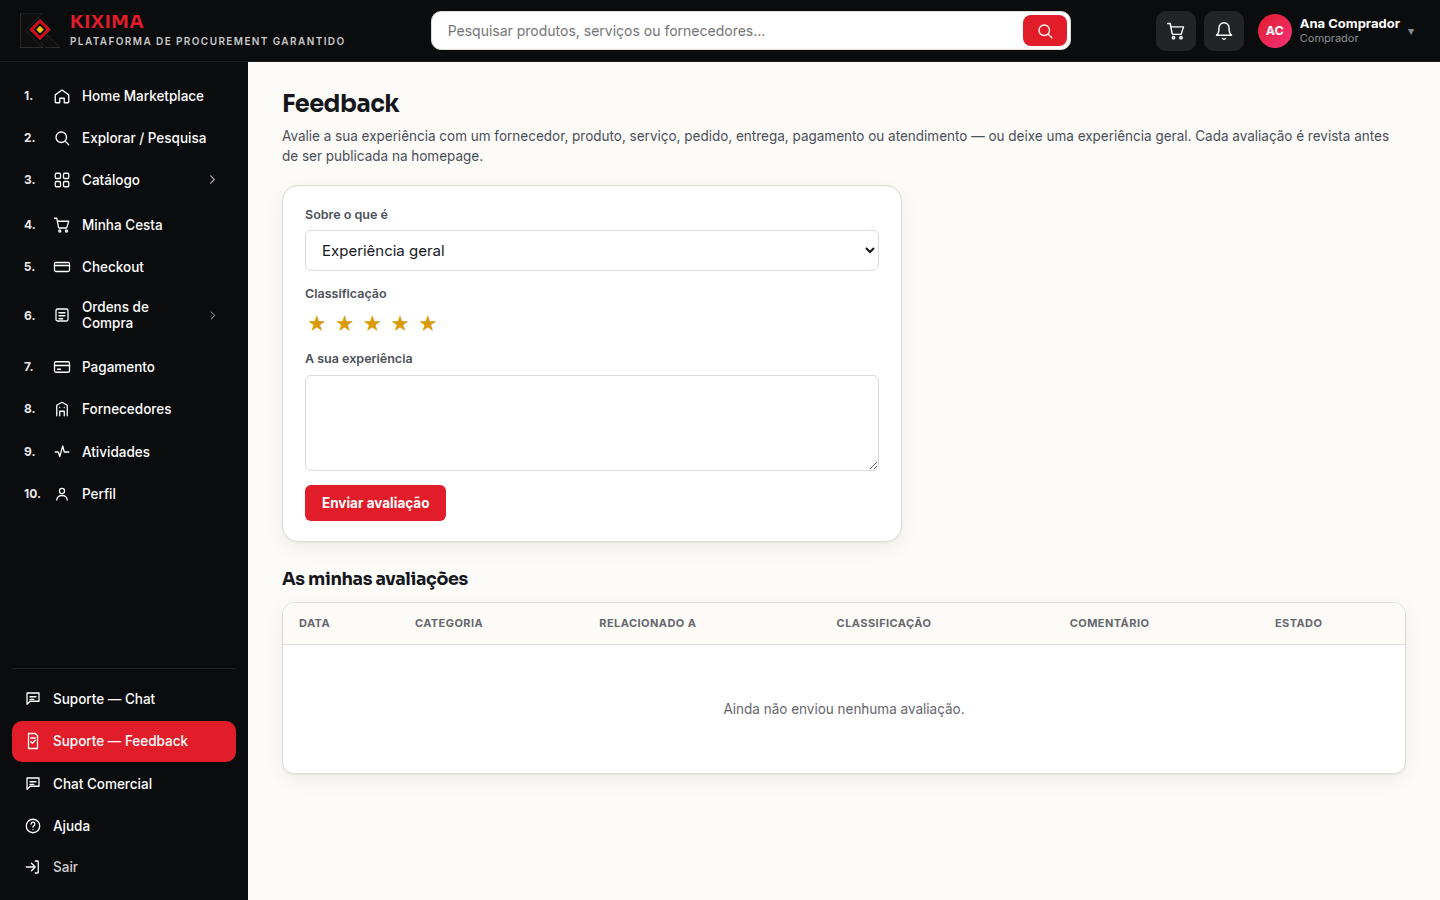 KIXIMA
PLATAFORMA DE PROCUREMENT GARANTIDO
Pesquisar produtos, serviços ou fornecedores...
AC
Ana Comprador
Comprador
1. Home Marketplace
2. Explorar / Pesquisa
3. Catálogo
4. Minha Cesta
5. Checkout
6. Ordens de
Compra
7. Pagamento
8. Fornecedores
9. Atividades
10. Perfil
Suporte — Chat
Suporte — Feedback
Chat Comercial
Ajuda
Sair
Feedback
Avalie a sua experiência com um fornecedor, produto, serviço, pedido, entrega, pagamento ou atendimento — ou deixe uma experiência geral. Cada avaliação é revista antes
de ser publicada na homepage.
Sobre o que é
Experiência geral
Classificação
A sua experiência
Enviar avaliação
As minhas avaliações
DATA CATEGORIA RELACIONADO A CLASSIFICAÇÃO COMENTÁRIO ESTADO
Ainda não enviou nenhuma avaliação.